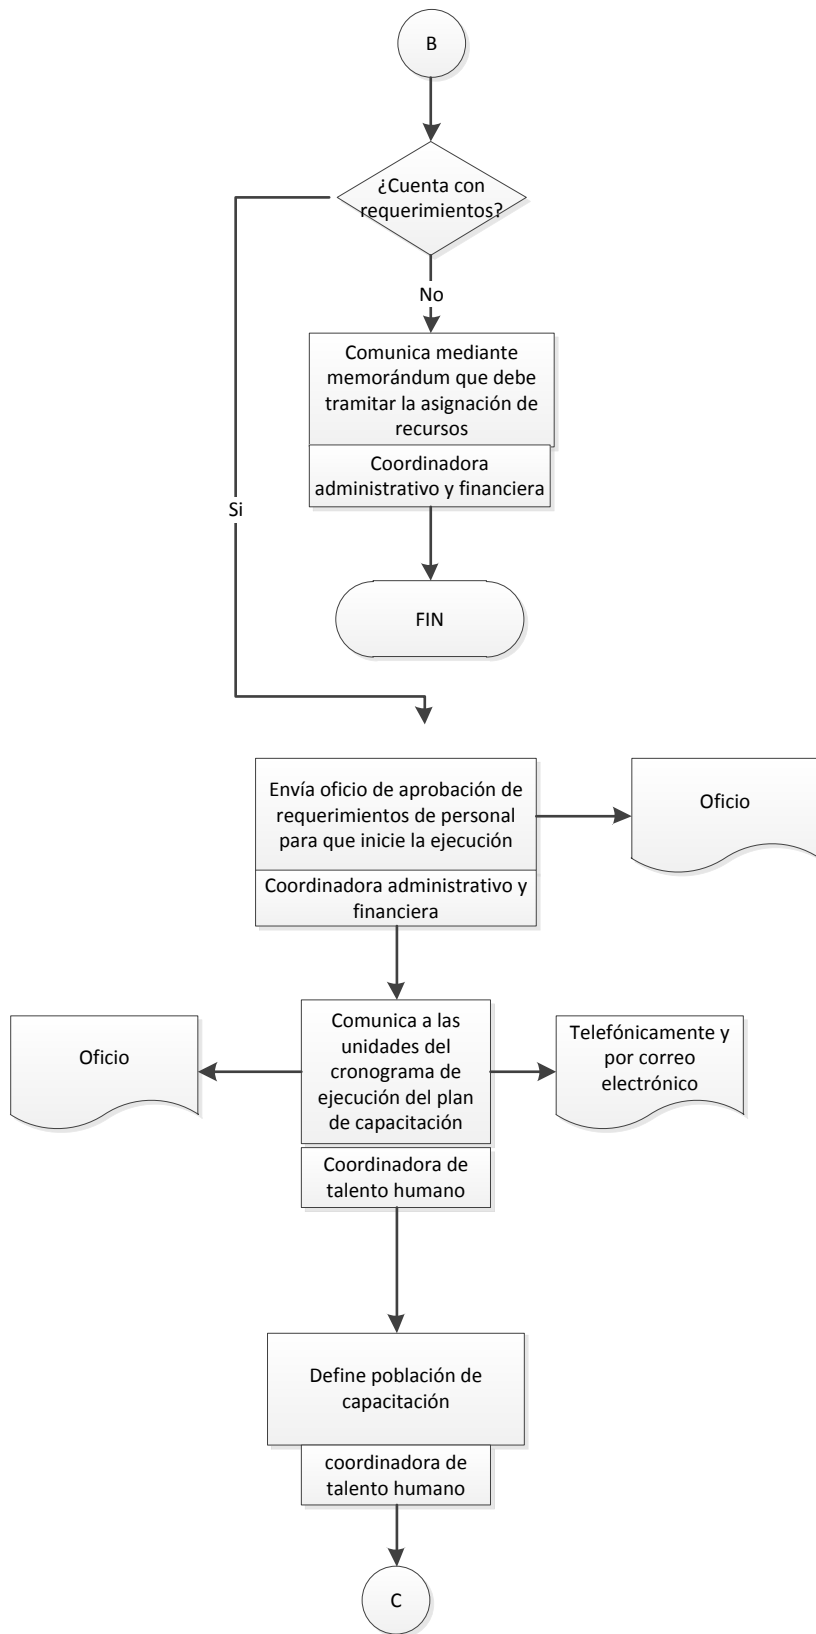 B
¿Cuenta con
requerimientos?
No
Comunica mediante
memorándum que debe
tramitar la asignación de
recursos
Coordinadora
administrativo y financiera
Si
FIN
Envía oficio de aprobación de
requerimientos de personal
para que inicie la ejecución
Coordinadora administrativo y
financiera
Oficio
Oficio
Comunica a las
unidades del
cronograma de
ejecución del plan
de capacitación
Coordinadora de
talento humano
Telefónicamente y
por correo
electrónico
Define población de
capacitación
coordinadora de
talento humano
C